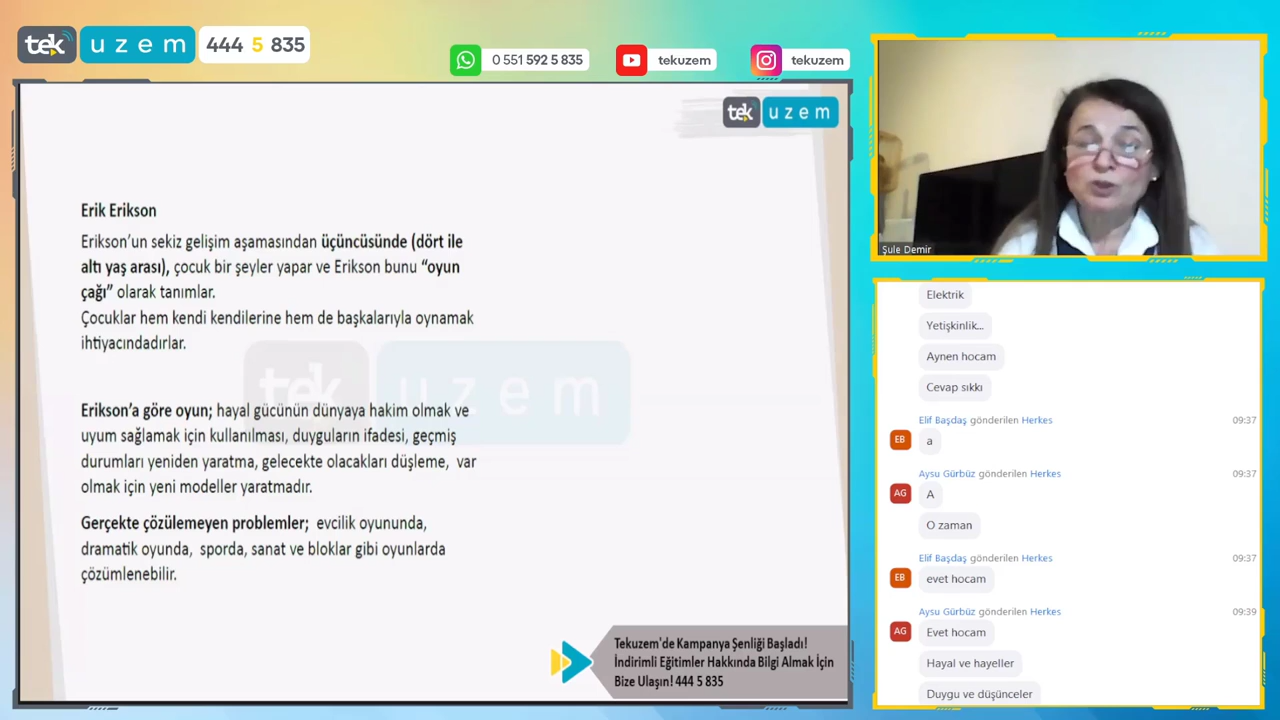 tek uzem 444 5 835
0 551 592 5 835
tekuzem
tekuzem
tek uzem
Erik Erikson
Erikson'un sekiz gelişim aşamasından üçüncüsünde (dört ile
altı yaş arası), çocuk bir şeyler yapar ve Erikson bunu “oyun
çağı” olarak tanımlar.
Çocuklar hem kendi kendilerine hem de başkalarıyla oynamak
ihtiyacındadırlar.
tek uzem
Erikson'a göre oyun; hayal gücünün dünyaya hakim olmak ve
uyum sağlamak için kullanılması, duyguların ifadesi, geçmiş
durumları yeniden yaratma, gelecekte olacakları düşleme, var
olmak için yeni modeller yaratmadır.
Gerçekte çözülemeyen problemler; evcilik oyununda,
dramatik oyunda, sporda, sanat ve bloklar gibi oyunlarda
çözümlenebilir.
Tekuzem'de Kampanya Şenliği Başladı!
İndirimli Eğitimler Hakkında Bilgi Almak İçin
Bize Ulaşın! 444 5 835
Şule Demir
Elektrik
Yetişkinlik...
Aynen hocam
Cevap sıkkı
Elif Başdaş gönderilen Herkes 09:37
EB a
Aysu Gürbüz gönderilen Herkes 09:37
AG A
O zaman
Elif Başdaş gönderilen Herkes 09:37
EB evet hocam
Aysu Gürbüz gönderilen Herkes 09:39
AG Evet hocam
Hayal ve hayeller
Duygu ve düşünceler